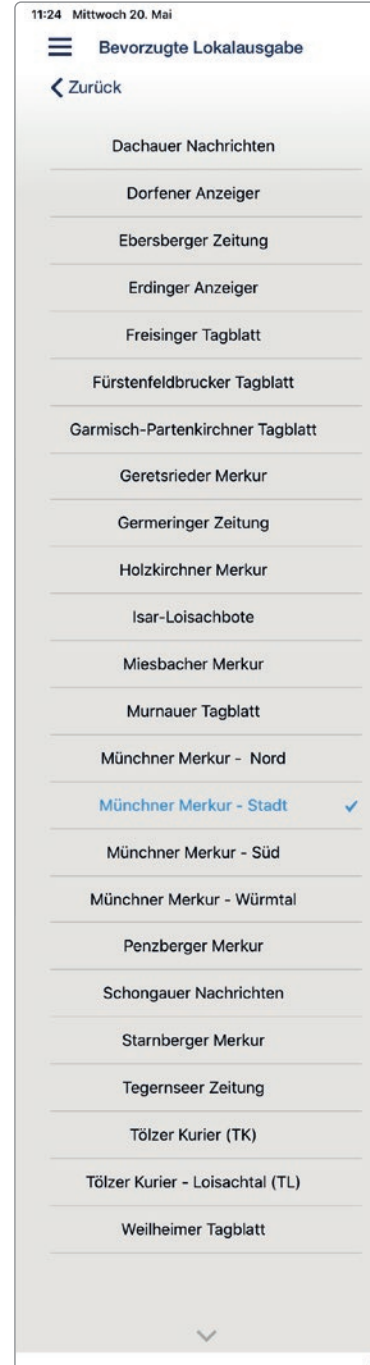 11:24 Mittwoch 20. Mai
Bevorzugte Lokalausgabe
Zurück
Dachauer Nachrichten
Dorfener Anzeiger
Ebersberger Zeitung
Erdinger Anzeiger
Freisinger Tagblatt
Fürstenfeldbrucker Tagblatt
Garmisch-Partenkirchner Tagblatt
Geretsrieder Merkur
Germeringer Zeitung
Holzkirchner Merkur
Isar-Loisachbote
Miesbacher Merkur
Murnauer Tagblatt
Münchner Merkur - Nord
Münchner Merkur - Stadt
Münchner Merkur - Süd
Münchner Merkur - Würmtal
Penzberger Merkur
Schongauer Nachrichten
Starnberger Merkur
Tegernseer Zeitung
Tölzer Kurier (TK)
Tölzer Kurier - Loisachtal (TL)
Weilheimer Tagblatt